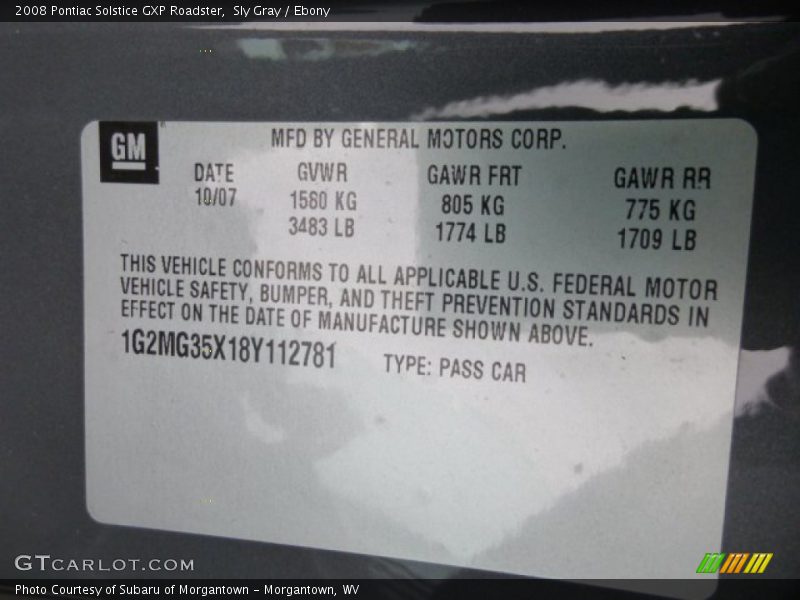 2008 Pontiac Solstice GXP Roadster,  Sly Gray / Ebony
GM
MFD BY GENERAL MOTORS CORP.
DATE GVWR GAWR FRT GAWR RR
10/07 1580 KG 805 KG 775 KG
3483 LB 1774 LB 1709 LB
THIS VEHICLE CONFORMS TO ALL APPLICABLE U.S. FEDERAL MOTOR
VEHICLE SAFETY, BUMPER, AND THEFT PREVENTION STANDARDS IN
EFFECT ON THE DATE OF MANUFACTURE SHOWN ABOVE.
1G2MG35X18Y112781 TYPE: PASS CAR
GTCARLOT.COM
Photo Courtesy of Subaru of Morgantown - Morgantown, WV